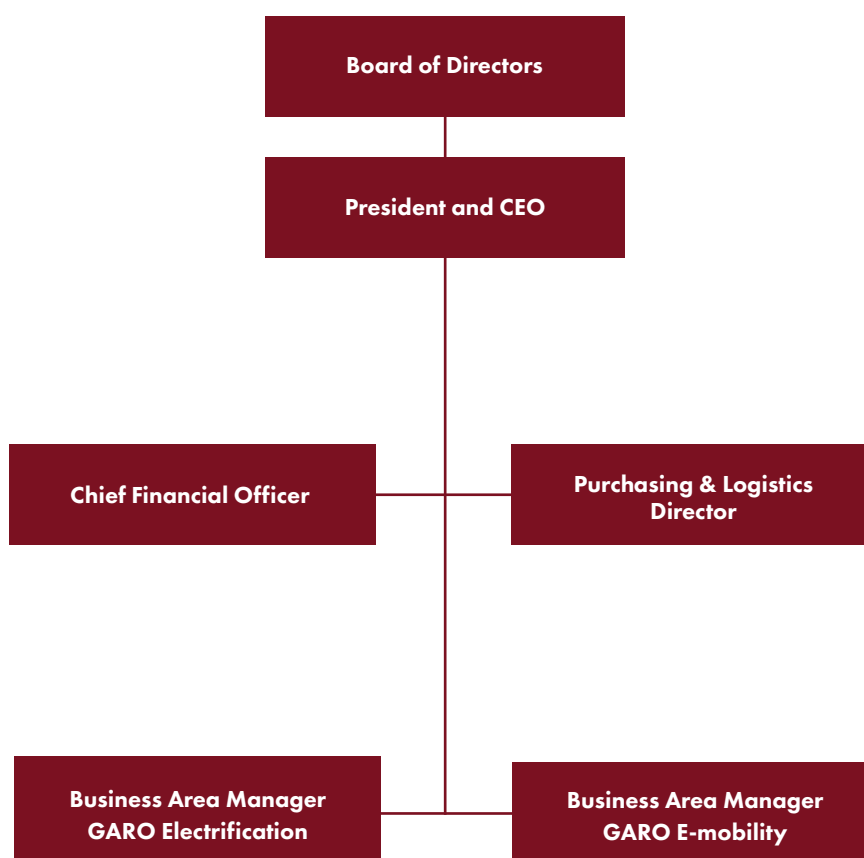 Board of Directors
President and CEO
Chief Financial Officer
Purchasing & Logistics
Director
Business Area Manager
GARO Electrification
Business Area Manager
GARO E-mobility